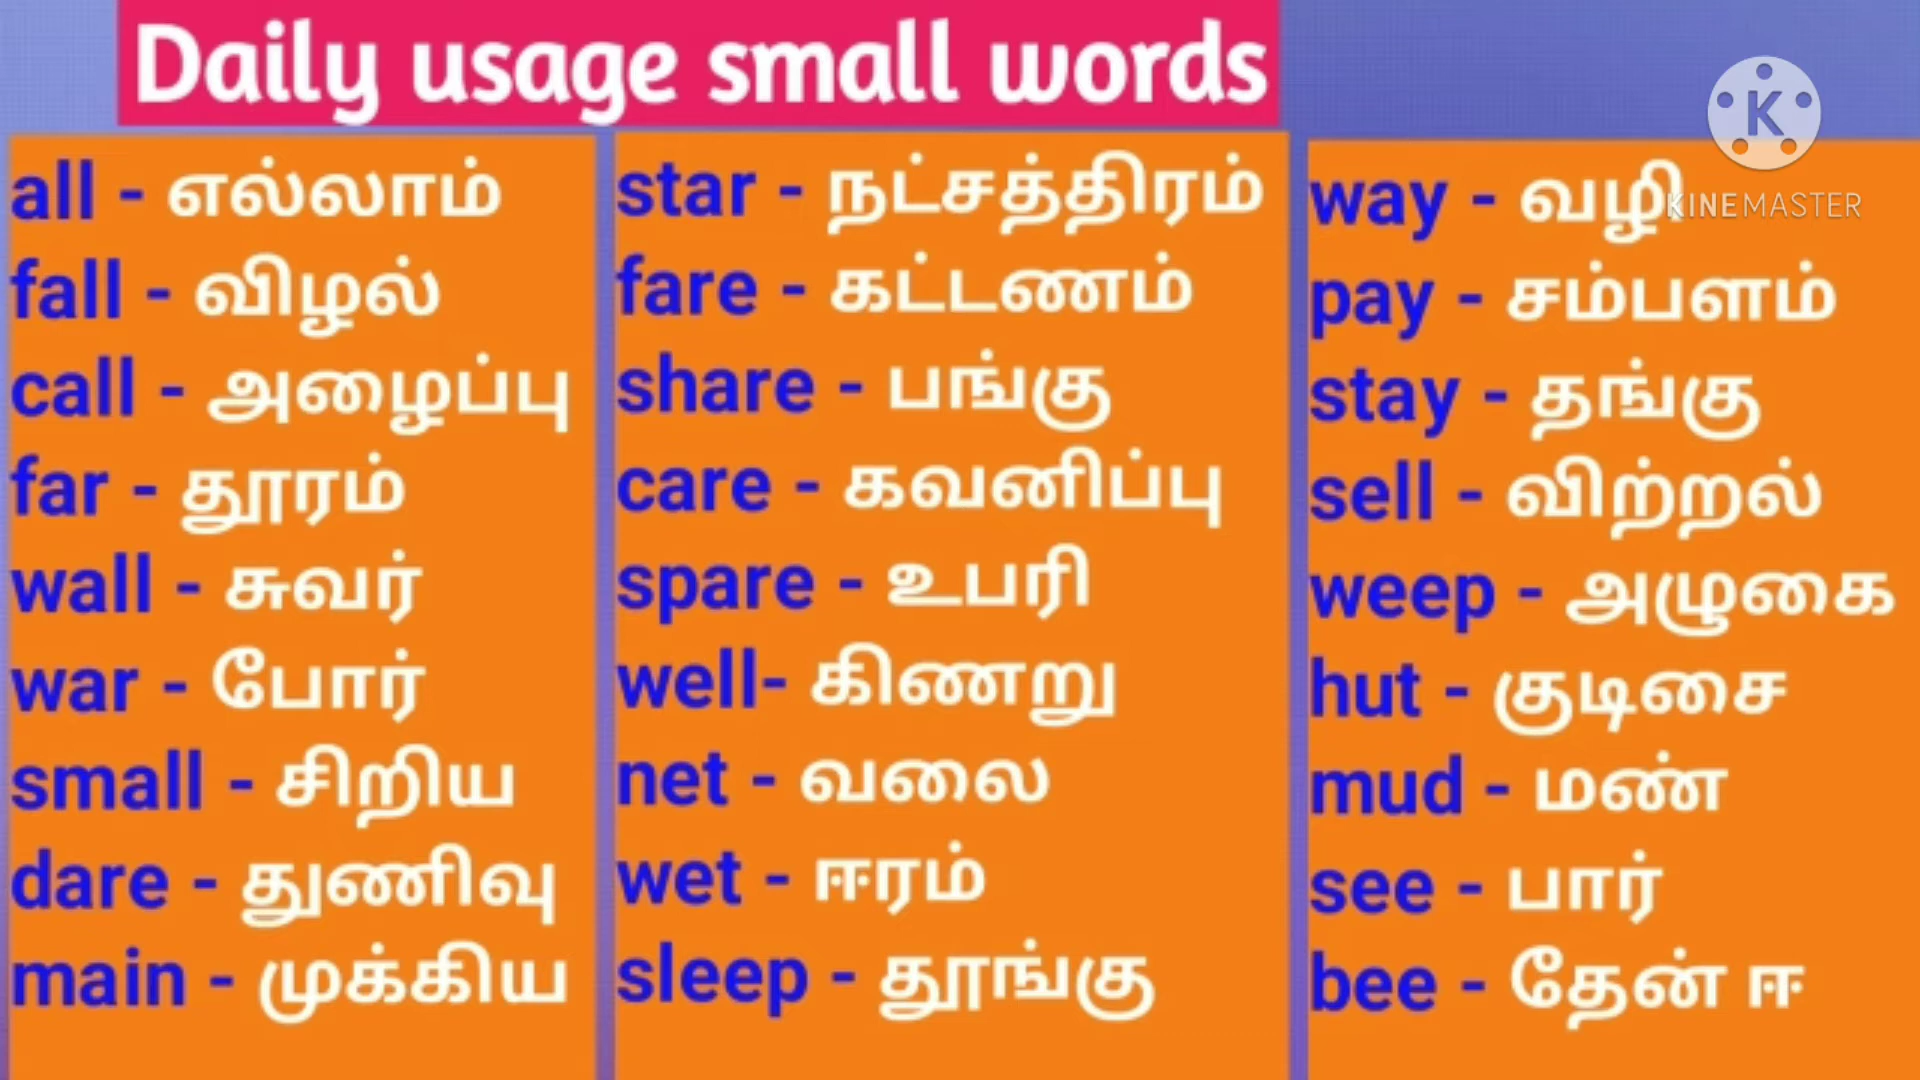 Daily usage small words
all - எல்லாம்
fall - விழல்
call - அழைப்பு
far - தூரம்
wall - சுவர்
war - போர்
small - சிறிய
dare - துணிவு
main - முக்கிய
star - நட்சத்திரம்
fare - கட்டணம்
share - பங்கு
care - கவனிப்பு
spare - உபரி
well- கிணறு
net - வலை
wet - ஈரம்
sleep - தூங்கு
K
KINEMASTER
way - வழி
pay - சம்பளம்
stay - தங்கு
sell - விற்றல்
weep - அழுகை
hut - குடிசை
mud - மண்
see - பார்
bee - தேன் ஈ